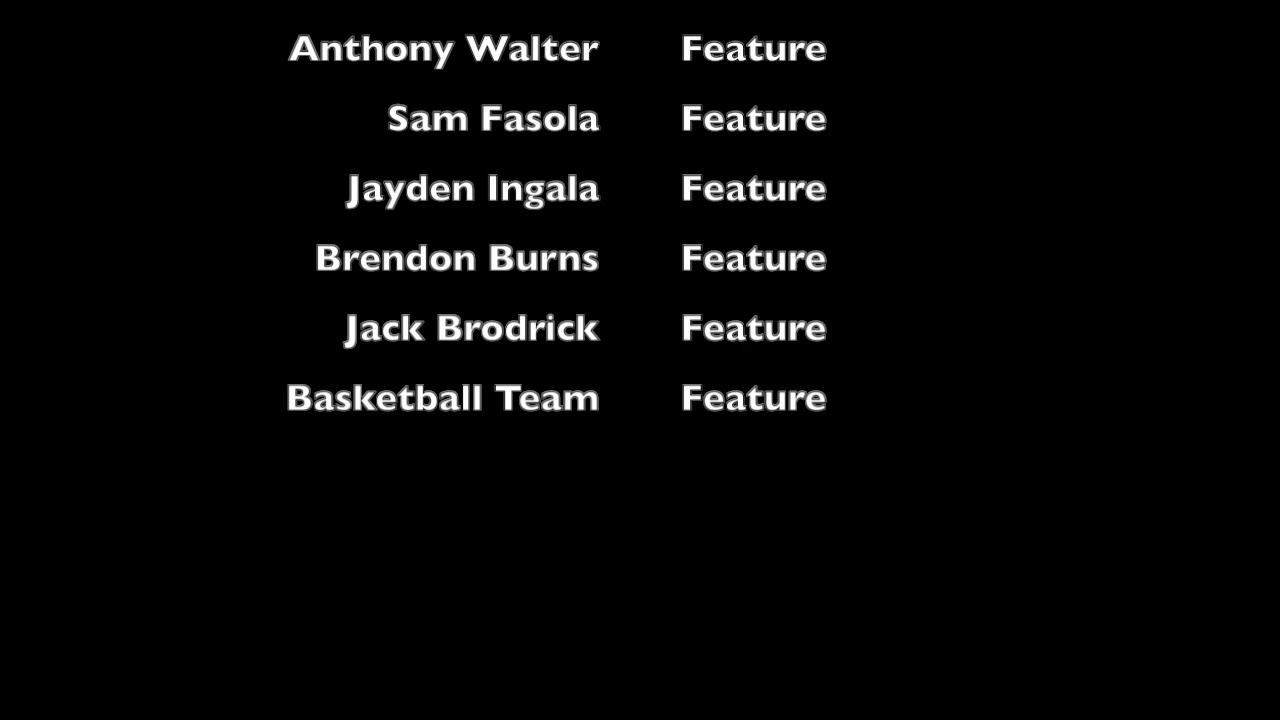 Anthony Walter Feature
Sam Fasola Feature
Jayden Ingala Feature
Brendon Burns Feature
Jack Brodrick Feature
Basketball Team Feature